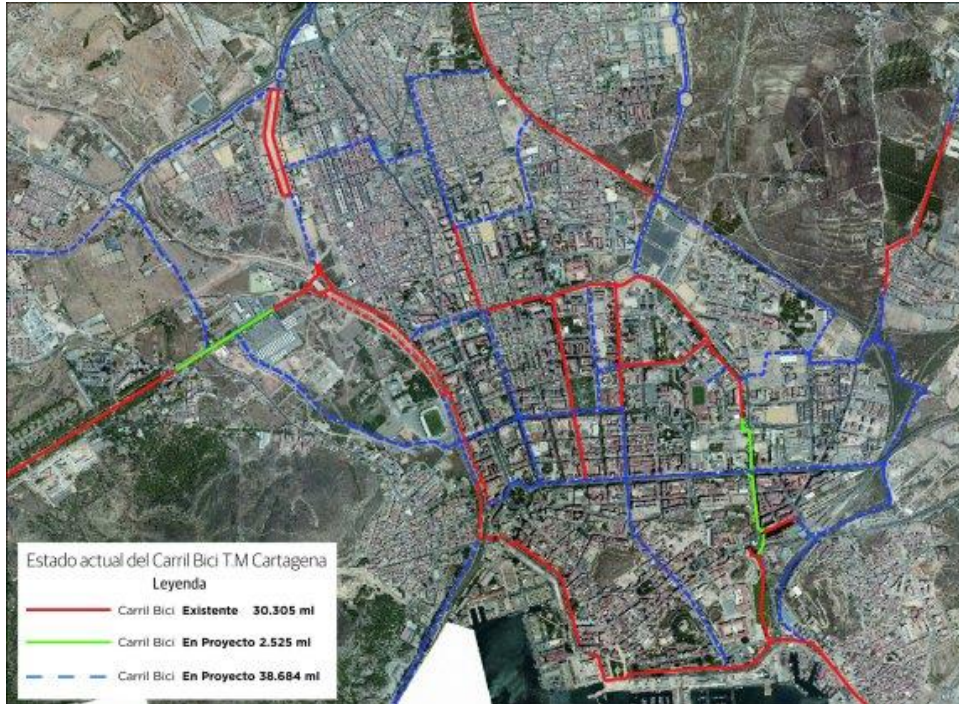 Estado actual del Carril Bici T.M Cartagena
Leyenda
Carril Bici Existente 30.305 ml
Carril Bici En Proyecto 2.525 ml
Carril Bici En Proyecto 38.684 ml